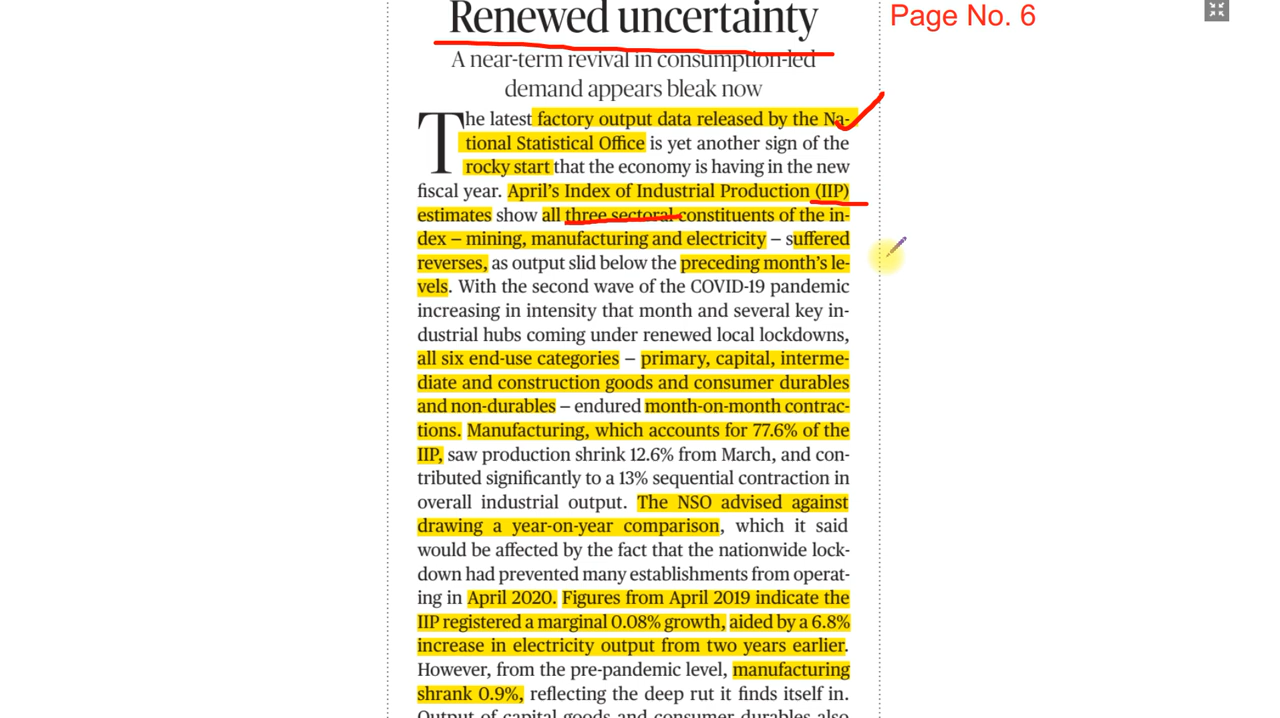 Renewed uncertainty
Page No. 6
A near-term revival in consumption-led
demand appears bleak now
The latest factory output data released by the Na-
tional Statistical Office is yet another sign of the
rocky start that the economy is having in the new
fiscal year. April's Index of Industrial Production (IIP)
estimates show all three sectoral constituents of the in-
dex – mining, manufacturing and electricity – suffered
reverses, as output slid below the preceding month's le-
vels. With the second wave of the COVID-19 pandemic
increasing in intensity that month and several key in-
dustrial hubs coming under renewed local lockdowns,
all six end-use categories – primary, capital, interme-
diate and construction goods and consumer durables
and non-durables – endured month-on-month contrac-
tions. Manufacturing, which accounts for 77.6% of the
IIP, saw production shrink 12.6% from March, and con-
tributed significantly to a 13% sequential contraction in
overall industrial output. The NSO advised against
drawing a year-on-year comparison, which it said
would be affected by the fact that the nationwide lock-
down had prevented many establishments from operat-
ing in April 2020. Figures from April 2019 indicate the
IIP registered a marginal 0.08% growth, aided by a 6.8%
increase in electricity output from two years earlier.
However, from the pre-pandemic level, manufacturing
shrank 0.9%, reflecting the deep rut it finds itself in.
Output of capital goods and consumer durables also